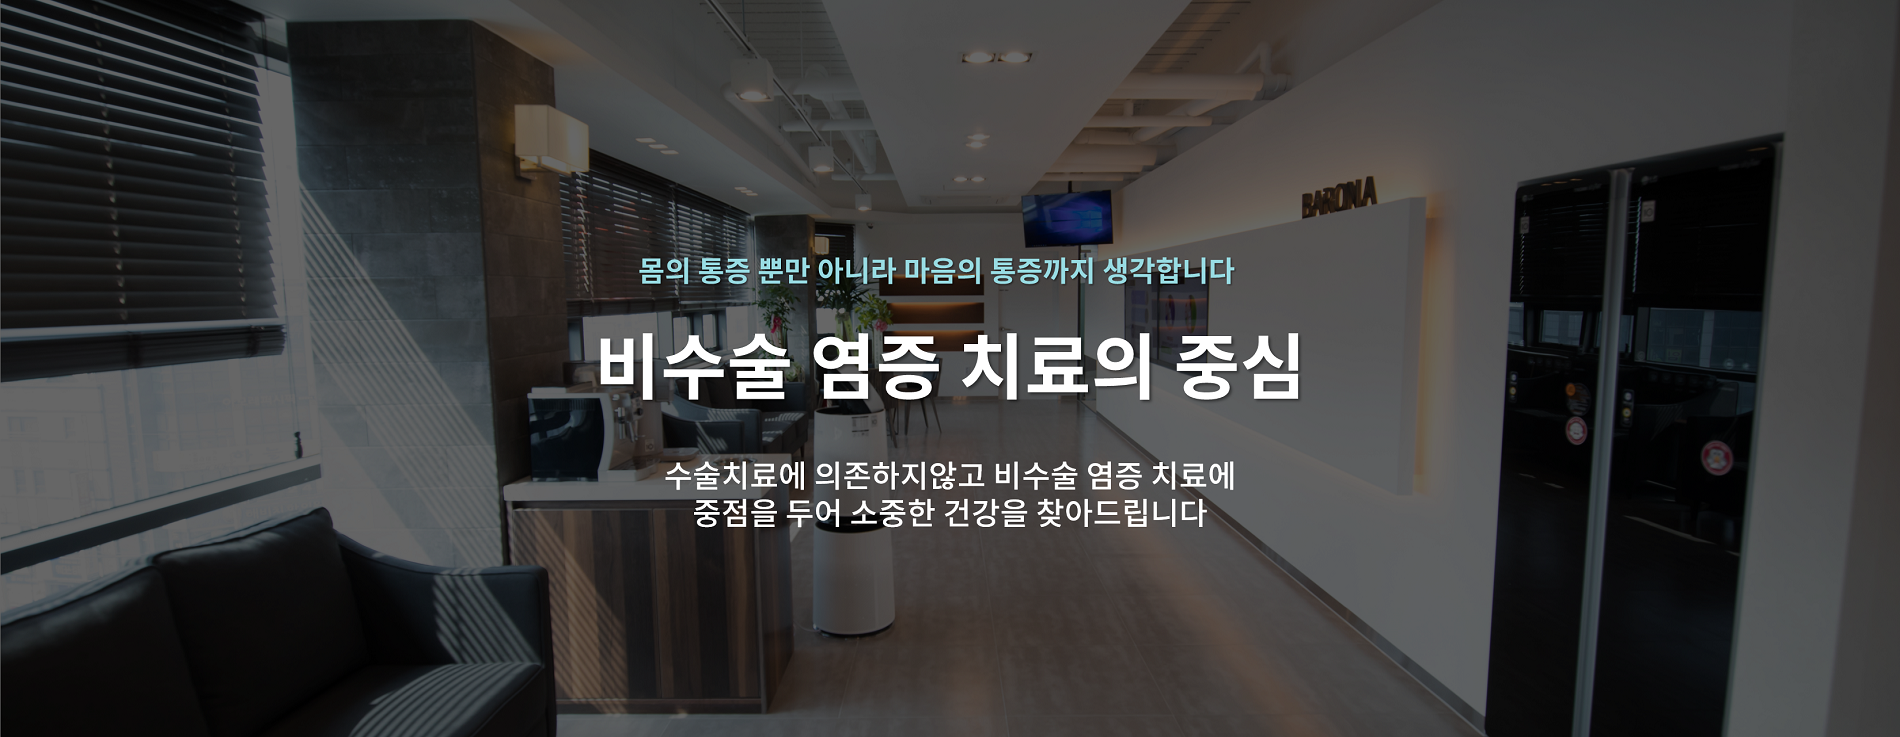 BARONA
몸의 통증 뿐만 아니라 마음의 통증까지 생각합니다
비수술 염증 치료의 중심
수술치료에 의존하지않고 비수술 염증 치료에
중점을 두어 소중한 건강을 찾아드립니다